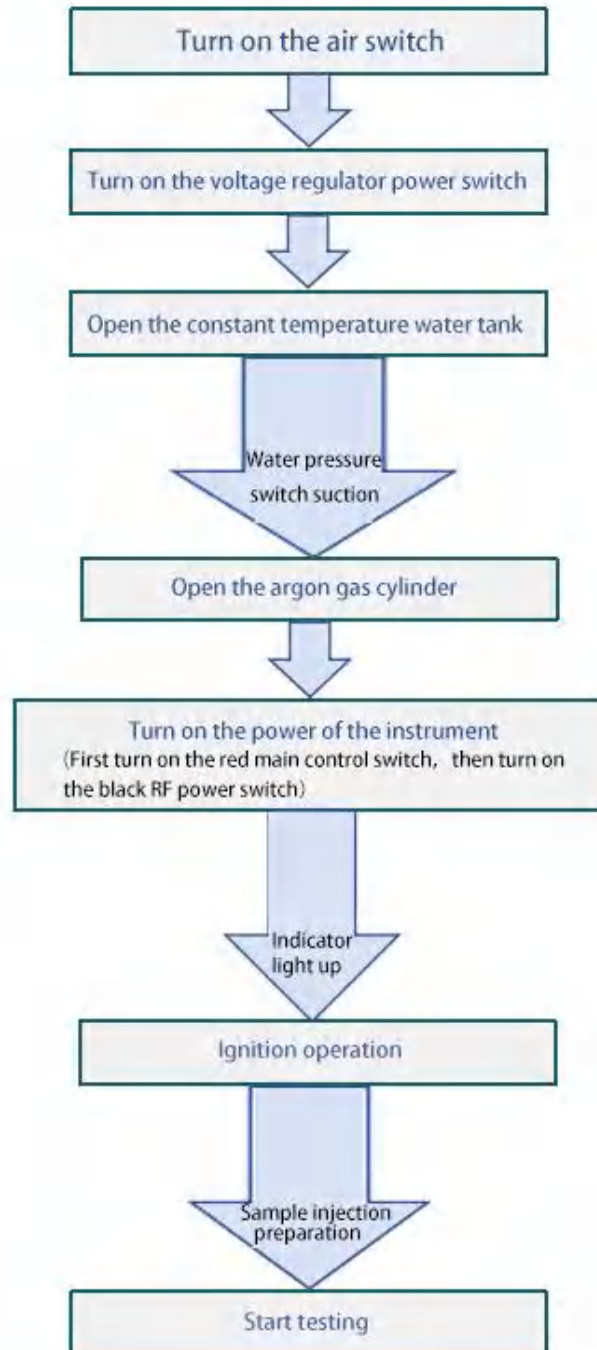 Turn on the air switch
Turn on the voltage regulator power switch
Open the constant temperature water tank
Water pressure
switch suction
Open the argon gas cylinder
Turn on the power of the instrument
(First turn on the red main control switch, then turn on
the black RF power switch)
Indicator
light up
Ignition operation
Sample injection
preparation
Start testing